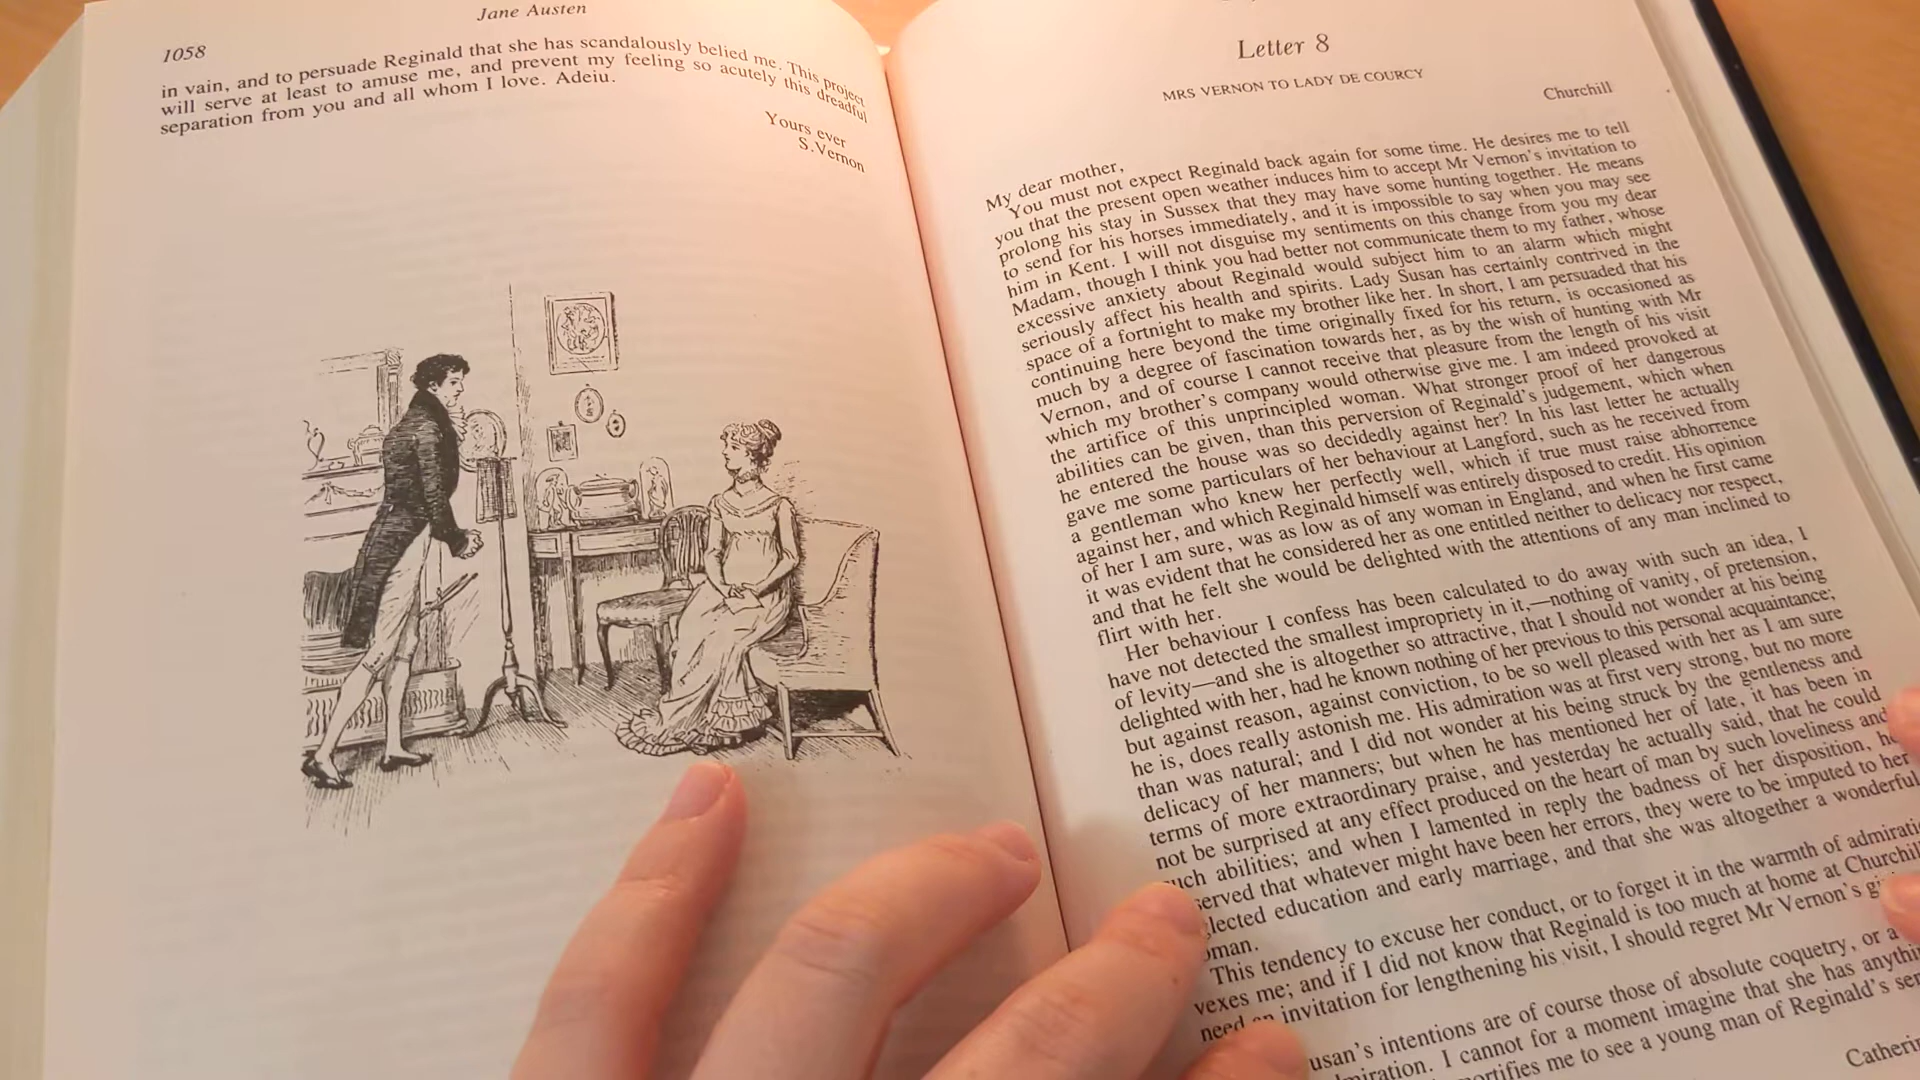 1058
Jane Austen
in vain, and to persuade Reginald that she has scandalously belied me. This project
will serve at least to amuse me, and prevent my feeling so acutely this dreadful
separation from you and all whom I love. Adeiu.
Yours ever
S.Vernon
Letter 8
MRS VERNON TO LADY DE COURCY
Churchill
My dear mother,
You must not expect Reginald back again for some time. He desires me to tell
you that the present open weather induces him to accept Mr Vernon's invitation to
prolong his stay in Sussex that they may have some hunting together. He means
to send for his horses immediately, and it is impossible to say when you may see
him in Kent. I will not disguise my sentiments on this change from you my dear
Madam, though I think you had better not communicate them to my father, whose
excessive anxiety about Reginald would subject him to an alarm which might
seriously affect his health and spirits. Lady Susan has certainly contrived in the
space of a fortnight to make my brother like her. In short, I am persuaded that his
continuing here beyond the time originally fixed for his return, is occasioned as
much by a degree of fascination towards her, as by the wish of hunting with Mr
Vernon, and of course I cannot receive that pleasure from the length of his visit
which my brother's company would otherwise give me. I am indeed provoked at
the artifice of this unprincipled woman. What stronger proof of her dangerous
abilities can be given, than this perversion of Reginald's judgement, which when
he entered the house was so decidedly against her? In his last letter he actually
gave me some particulars of her behaviour at Langford, such as he received from
a gentleman who knew her perfectly well, which if true must raise abhorrence
against her, and which Reginald himself was entirely disposed to credit. His opinion
of her I am sure, was as low as of any woman in England, and when he first came
it was evident that he considered her as one entitled neither to delicacy nor respect,
and that he felt she would be delighted with the attentions of any man inclined to
flirt with her.
Her behaviour I confess has been calculated to do away with such an idea, I
have not detected the smallest impropriety in it,—nothing of vanity, of pretension,
of levity—and she is altogether so attractive, that I should not wonder at his being
delighted with her, had he known nothing of her previous to this personal acquaintance;
but against reason, against conviction, to be so well pleased with her as I am sure
he is, does really astonish me. His admiration was at first very strong, but no more
than was natural; and I did not wonder at his being struck by the gentleness and
delicacy of her manners; but when he has mentioned her of late, it has been in
terms of more extraordinary praise, and yesterday he actually said, that he could
not be surprised at any effect produced on the heart of man by such loveliness and
such abilities; and when I lamented in reply the badness of her disposition, he
served that whatever might have been her errors, they were to be imputed to her
glected education and early marriage, and that she was altogether a wonderful
oman.
This tendency to excuse her conduct, or to forget it in the warmth of admirati
vexes me; and if I did not know that Reginald is too much at home at Churchill
need an invitation for lengthening his visit, I should regret Mr Vernon's gi
usan's intentions are of course those of absolute coquetry, or a
miration. I cannot for a moment imagine that she has anythi
ortifies me to see a young man of Reginald's sen
Catherin